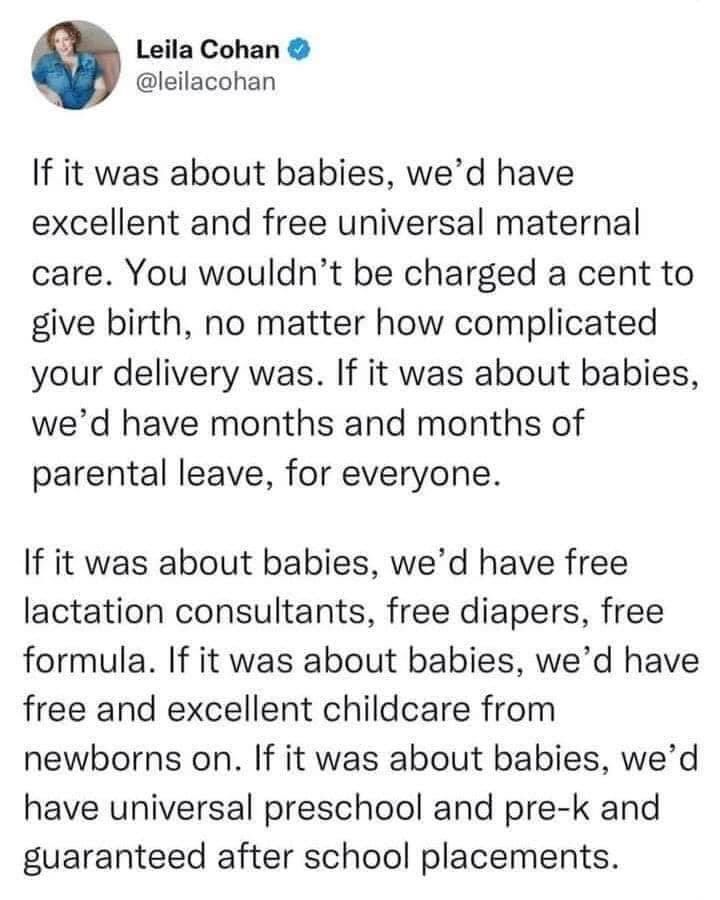 Leila Cohan
@leilacohan
If it was about babies, we’d have
excellent and free universal maternal
care. You wouldn’t be charged a cent to
give birth, no matter how complicated
your delivery was. If it was about babies,
we’d have months and months of
parental leave, for everyone.
If it was about babies, we’d have free
lactation consultants, free diapers, free
formula. If it was about babies, we’d have
free and excellent childcare from
newborns on. If it was about babies, we’d
have universal preschool and pre-k and
guaranteed after school placements.